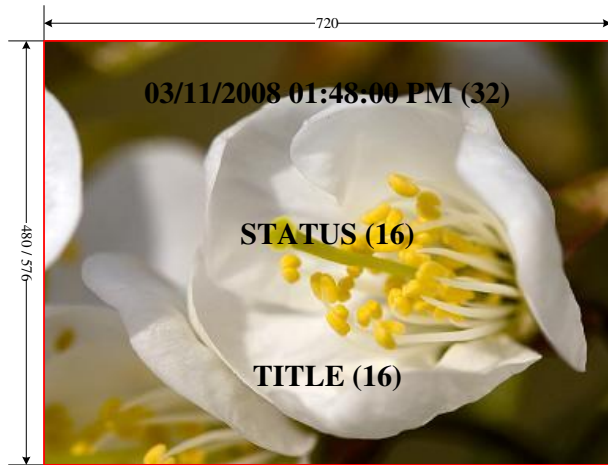 720
03/11/2008 01:48:00 PM (32)
480 / 576
STATUS (16)
TITLE (16)